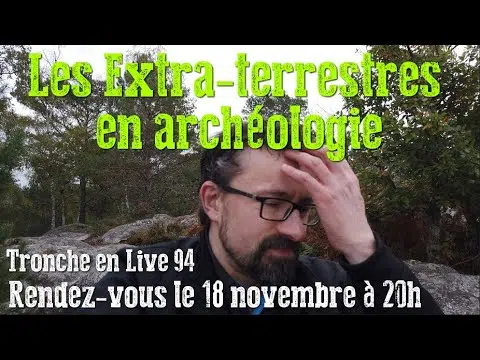 Les Extra-terrestres
en archéologie
Tronche en Live 94
Rendez-vous le 18 novembre à 20h